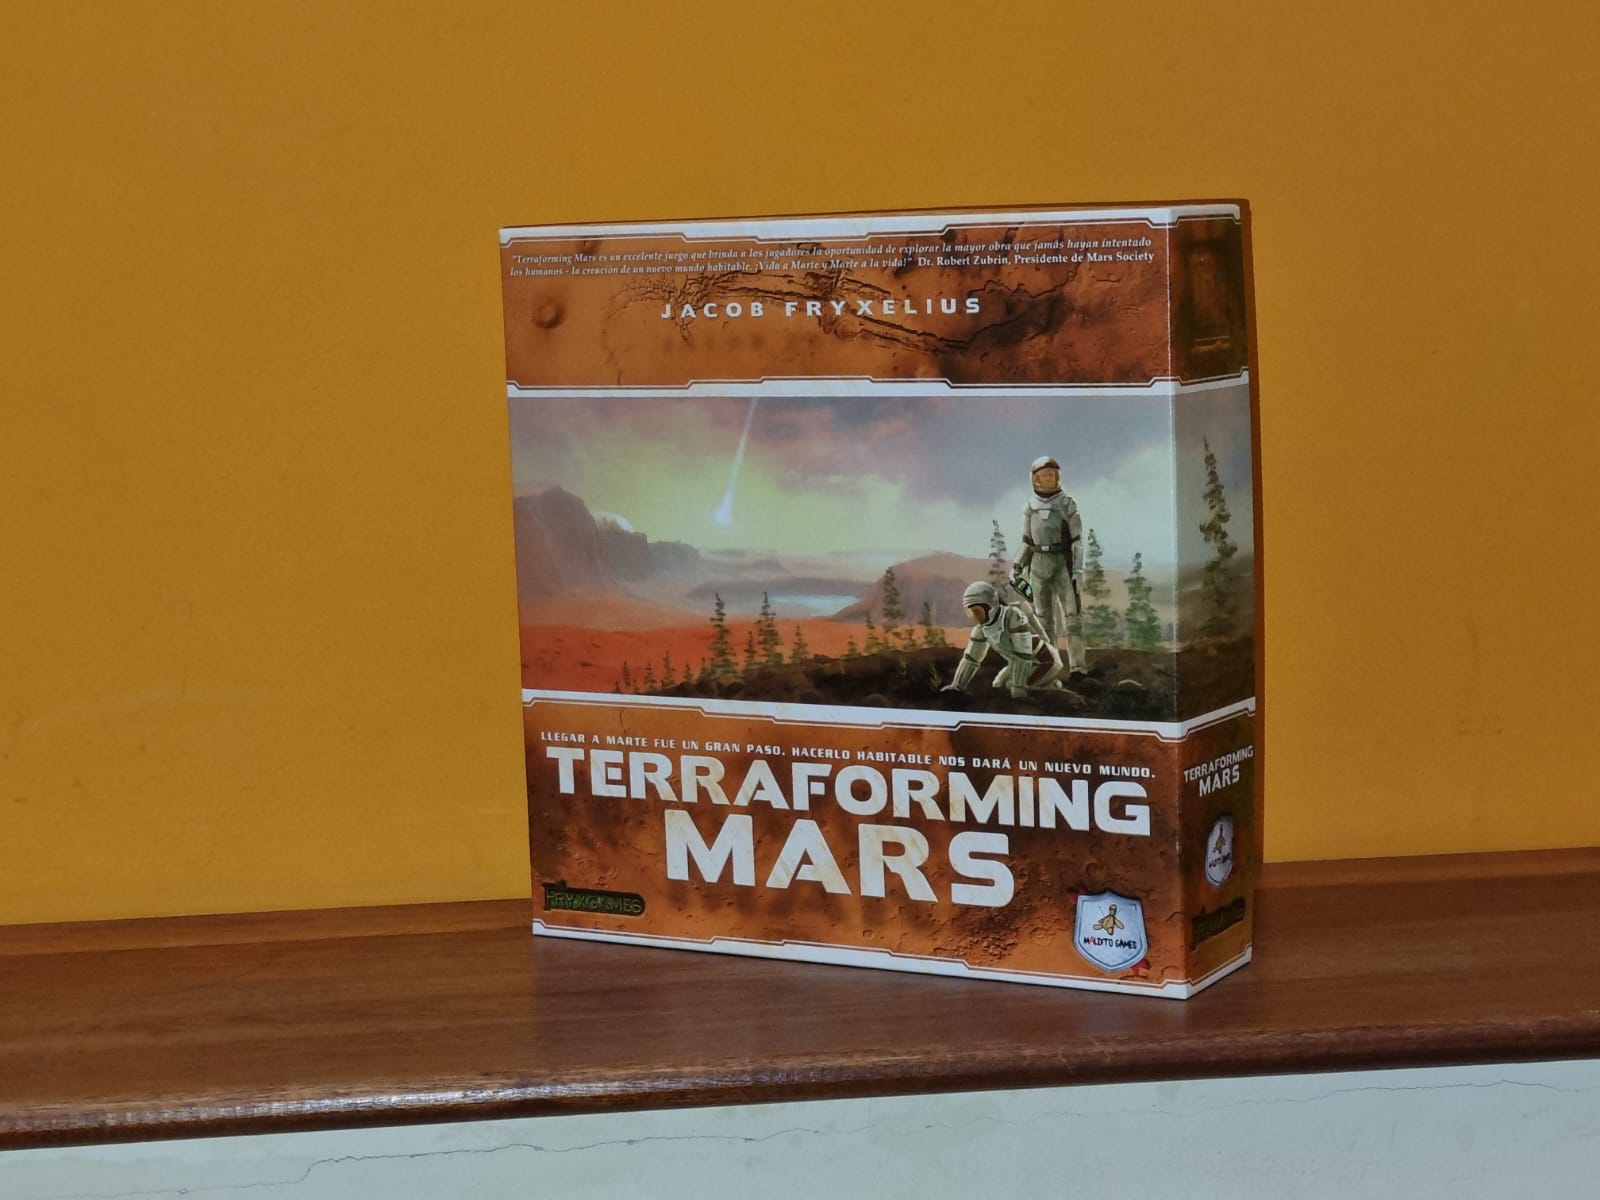 "Terraforming Mars es un excelente juego que brinda a los jugadores la oportunidad de explorar la mayor obra que jamás hayan intentado
los humanos - la creación de un nuevo mundo habitable. ¡Vida a Marte y Marte a la vida!" Dr. Robert Zubrin, Presidente de Mars Society
JACOB FRYXELIUS
LLEGAR A MARTE FUE UN GRAN PASO. HACERLO HABITABLE NOS DARÁ UN NUEVO MUNDO.
TERRAFORMING
MARS
FRYXGAMES
MALDITO GAMES
TERRAFORMING
MARS
MALDITO GAMES
FRYXGAMES